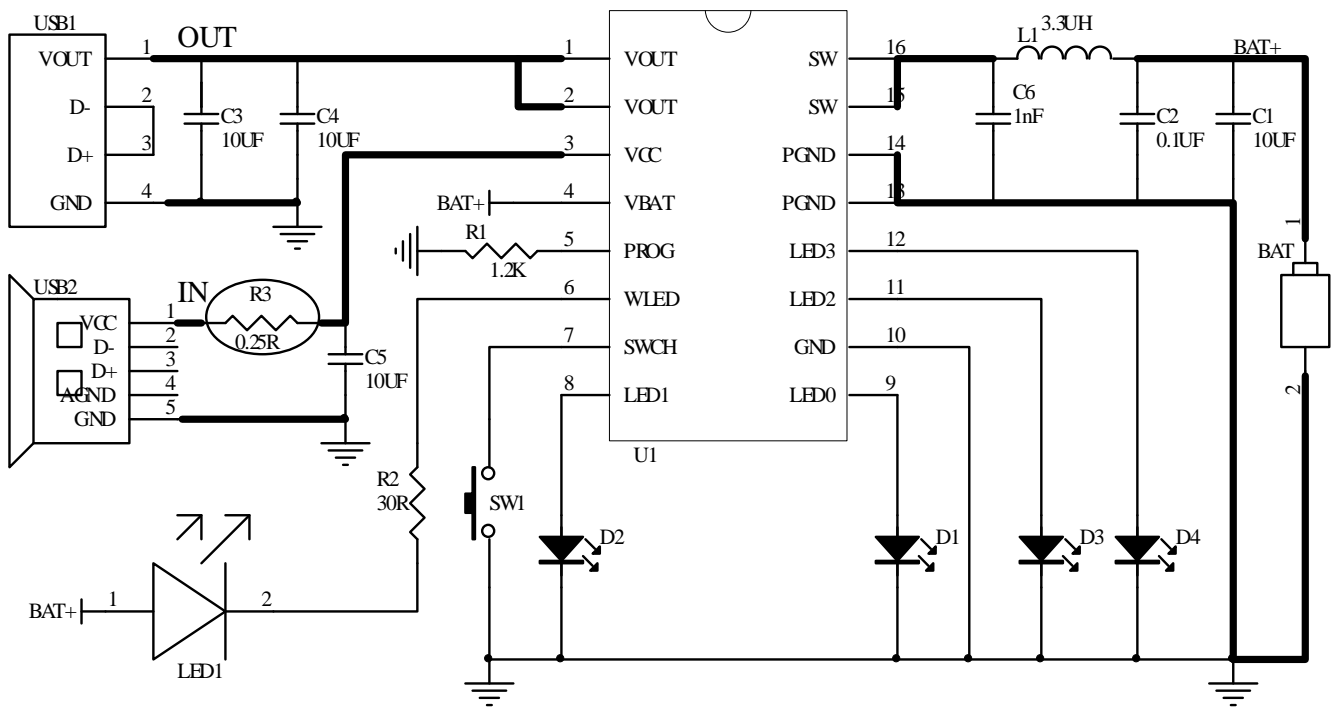 USB1
VOUT 1
D- 2
D+ 3
GND 4
OUT
C3
10UF
C4
10UF
USB2
VCC 1
D- 2
D+ 3
AGND 4
GND 5
IN
R3
0.25R
C5
10UF
BAT+
R1
1.2K
1 VOUT
2 VOUT
3 VCC
4 VBAT
5 PROG
6 WLED
7 SWCH
8 LED1
SW 16
SW 15
PGND 14
PGND 13
LED3 12
LED2 11
GND 10
LED0 9
U1
L1 3.3UH
BAT+
C6
1nF
C2
0.1UF
C1
10UF
1
BAT
2
R2
30R
SW1
D2
D1
D3
D4
BAT+ 1 2
LED1